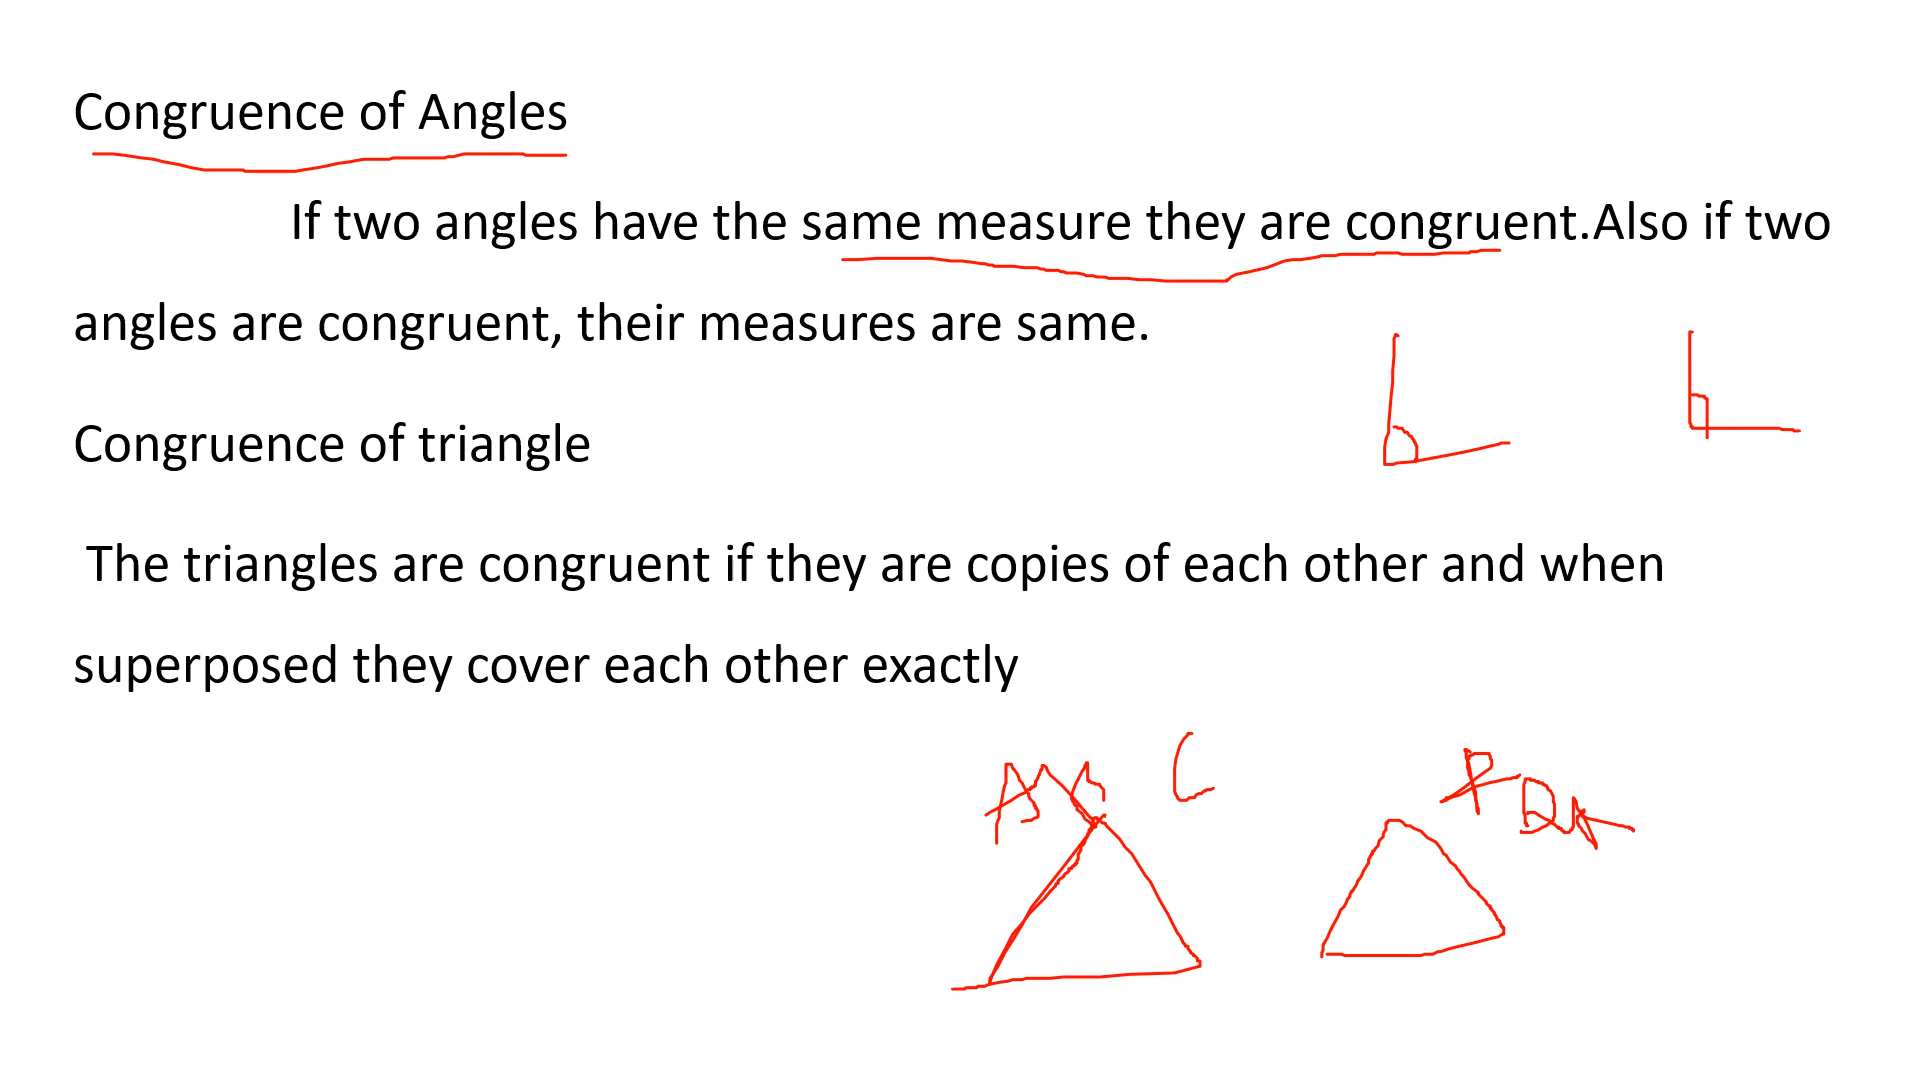 Congruence of Angles
If two angles have the same measure they are congruent.Also if two
angles are congruent, their measures are same.
Congruence of triangle
The triangles are congruent if they are copies of each other and when
superposed they cover each other exactly